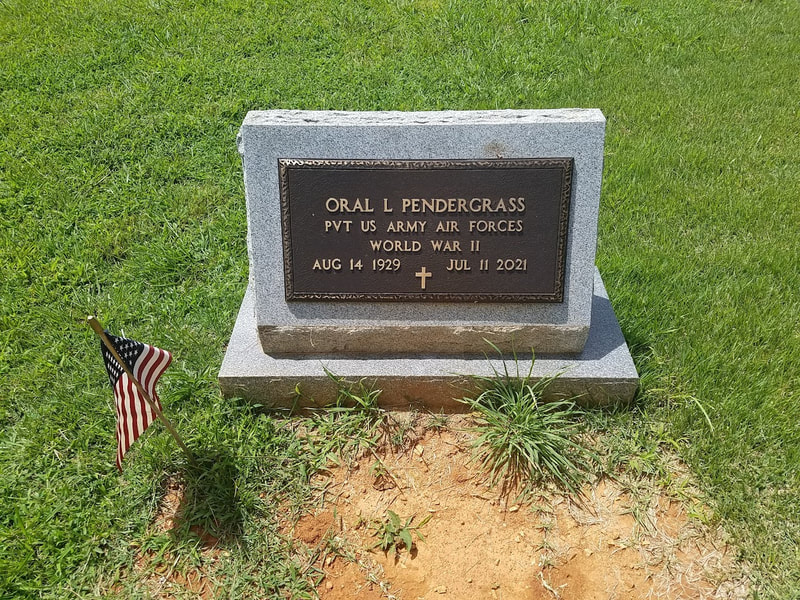 ORAL L PENDERGRASS
PVT US ARMY AIR FORCES
WORLD WAR II
AUG 14 1929 JUL 11 2021